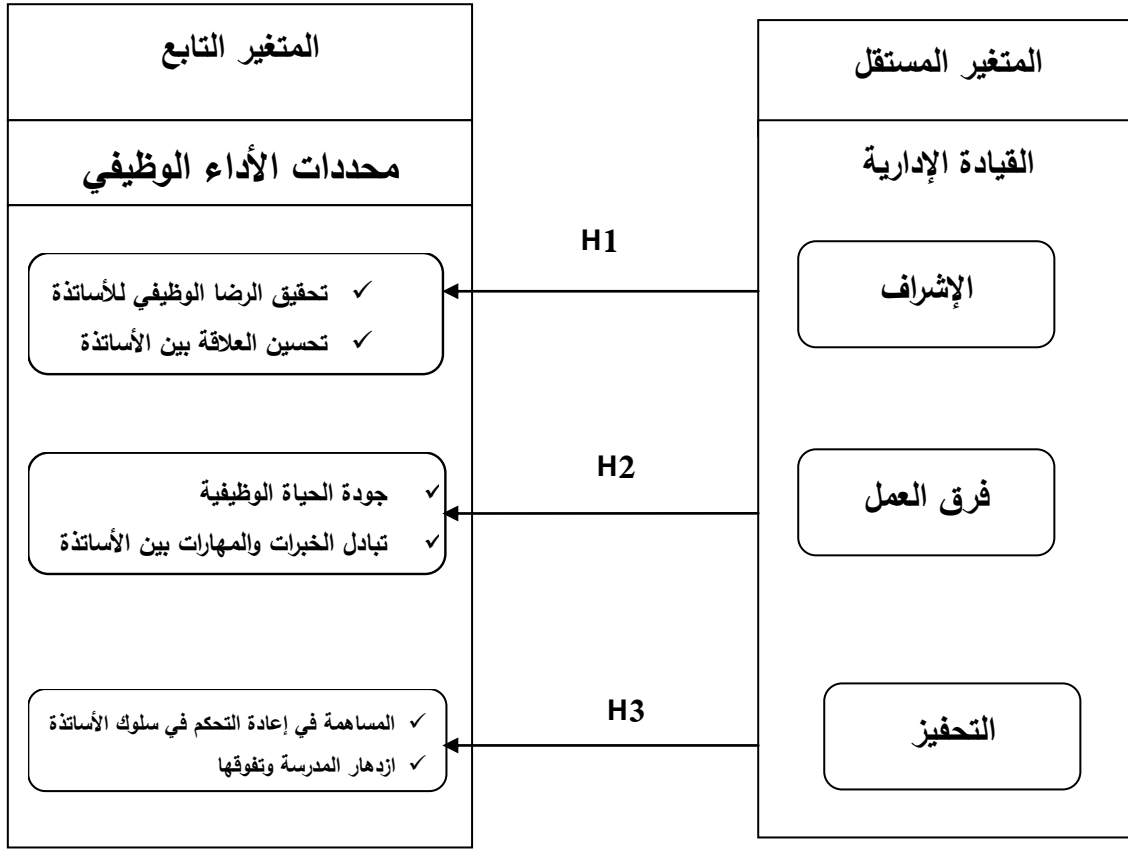 المتغير المستقل
القيادة الإدارية
الإشراف
فرق العمل
التحفيز
H1
H2
H3
المتغير التابع
محددات الأداء الوظيفي
✓ تحقيق الرضا الوظيفي للأساتذة
✓ تحسين العلاقة بين الأساتذة
✓ جودة الحياة الوظيفية
✓ تبادل الخبرات والمهارات بين الأساتذة
✓ المساهمة في إعادة التحكم في سلوك الأساتذة
✓ ازدهار المدرسة وتفوقها